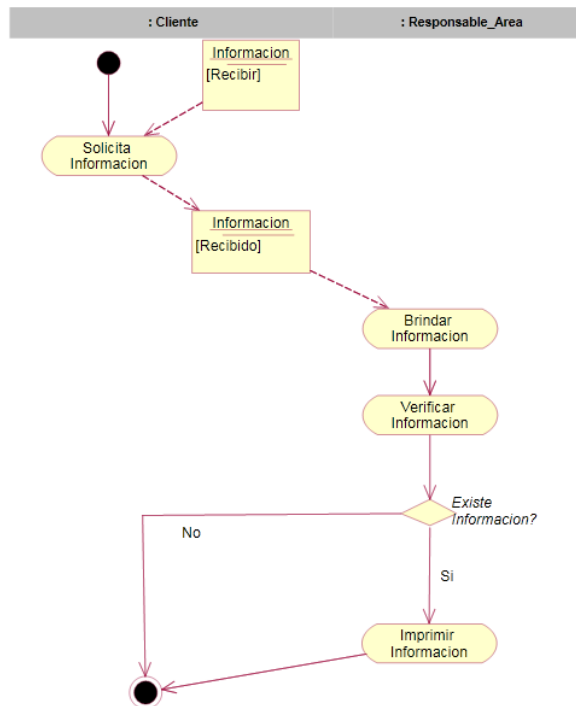 : Cliente
: Responsable_Area
Informacion
[Recibir]
Solicita
Informacion
Informacion
[Recibido]
Brindar
Informacion
Verificar
Informacion
Existe
Informacion?
No
Si
Imprimir
Informacion